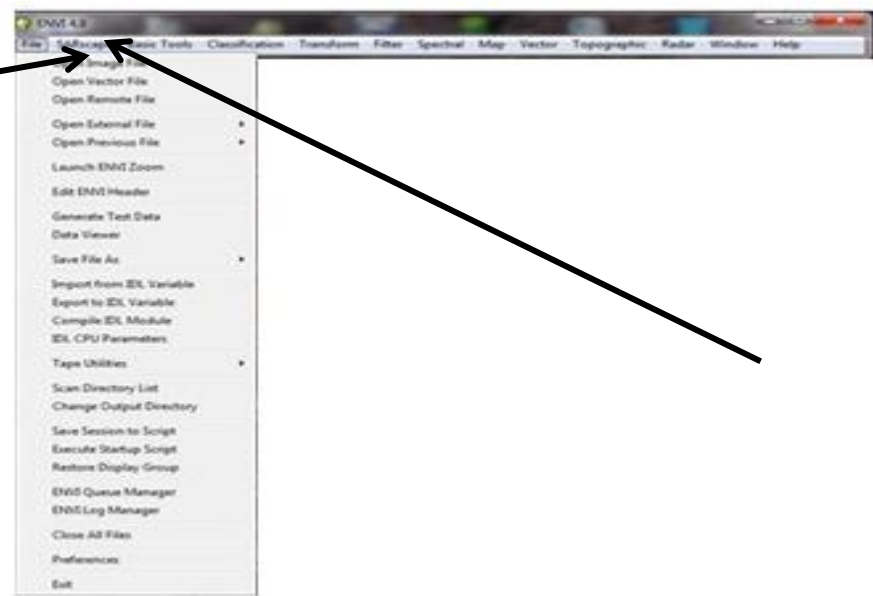 ENVI 4.8
File SARscape Basic Tools Classification Transform Filter Spectral Map Vector Topographic Radar Window Help
Open Image File
Open Vector File
Open Remote File
Open External File
Open Previous File
Launch ENVI Zoom
Edit ENVI Header
Generate Test Data
Data Viewer
Save File As
Import from IDL Variable
Export to IDL Variable
Compile IDL Module
IDL CPU Parameters
Tape Utilities
Scan Directory List
Change Output Directory
Save Session to Script
Execute Startup Script
Restore Display Group
ENVI Queue Manager
ENVI Log Manager
Close All Files
Preferences
Exit